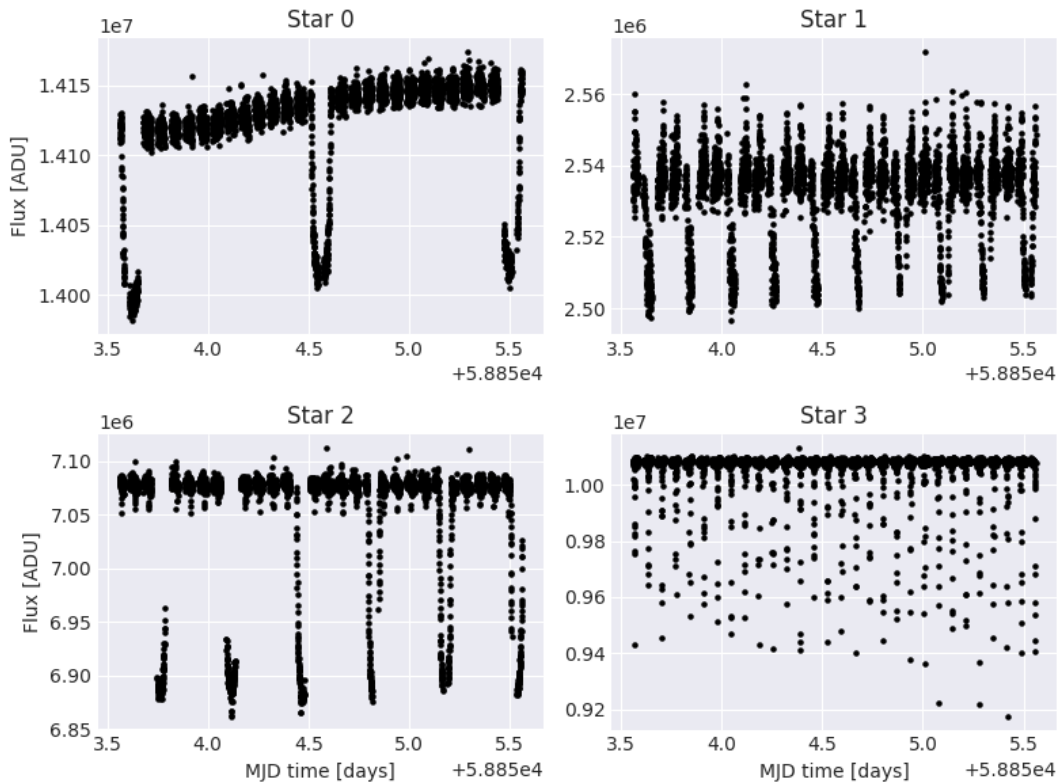 Star 0
1e7
1.415
1.410
1.405
1.400
Flux [ADU]
3.5 4.0 4.5 5.0 5.5
+5.885e4
Star 1
1e6
2.56
2.54
2.52
2.50
3.5 4.0 4.5 5.0 5.5
+5.885e4
Star 2
1e6
7.10
7.05
7.00
6.95
6.90
6.85
Flux [ADU]
3.5 4.0 4.5 5.0 5.5
MJD time [days]
+5.885e4
Star 3
1e7
1.00
0.98
0.96
0.94
0.92
3.5 4.0 4.5 5.0 5.5
MJD time [days]
+5.885e4